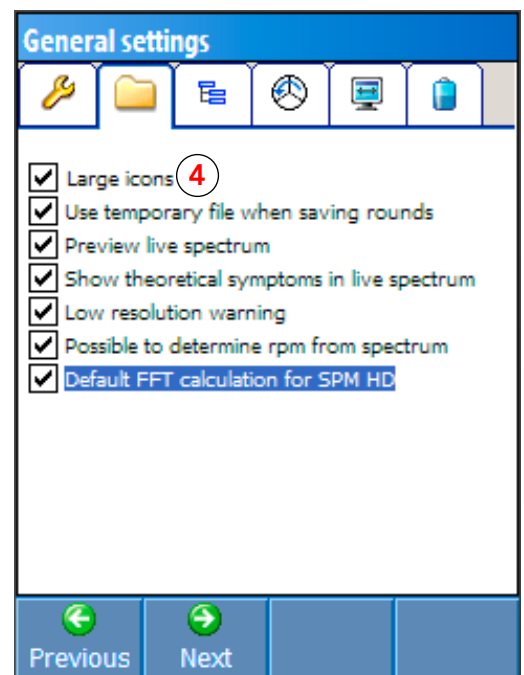 General settings
Large icons 4
Use temporary file when saving rounds
Preview live spectrum
Show theoretical symptoms in live spectrum
Low resolution warning
Possible to determine rpm from spectrum
Default FFT calculation for SPM HD
Previous Next